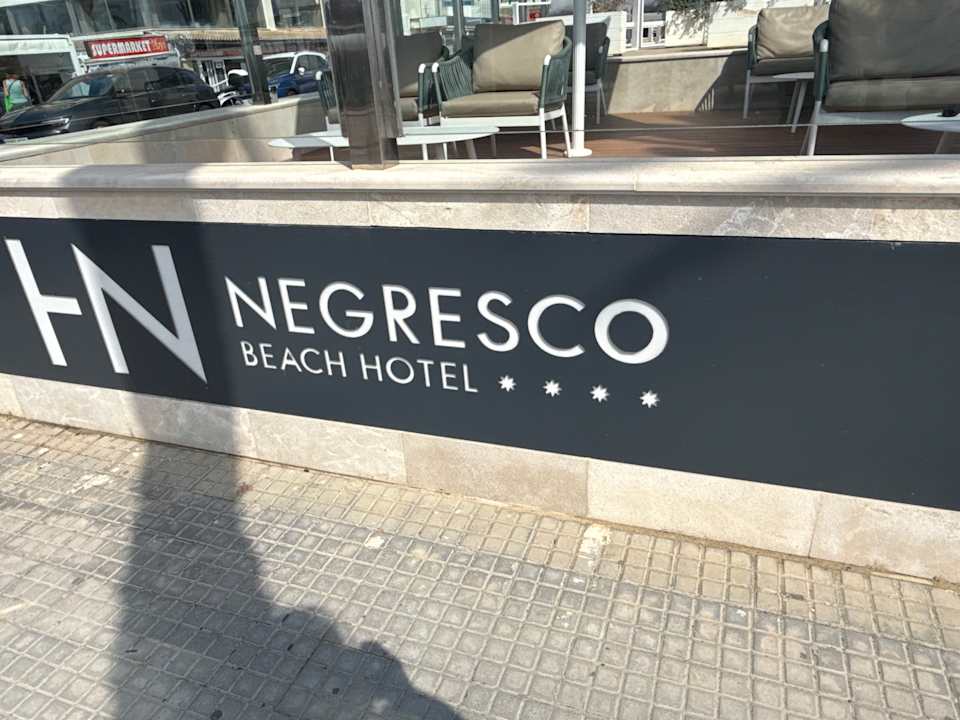 SUPERMARKET
HN
NEGRESCO
BEACH HOTEL ****